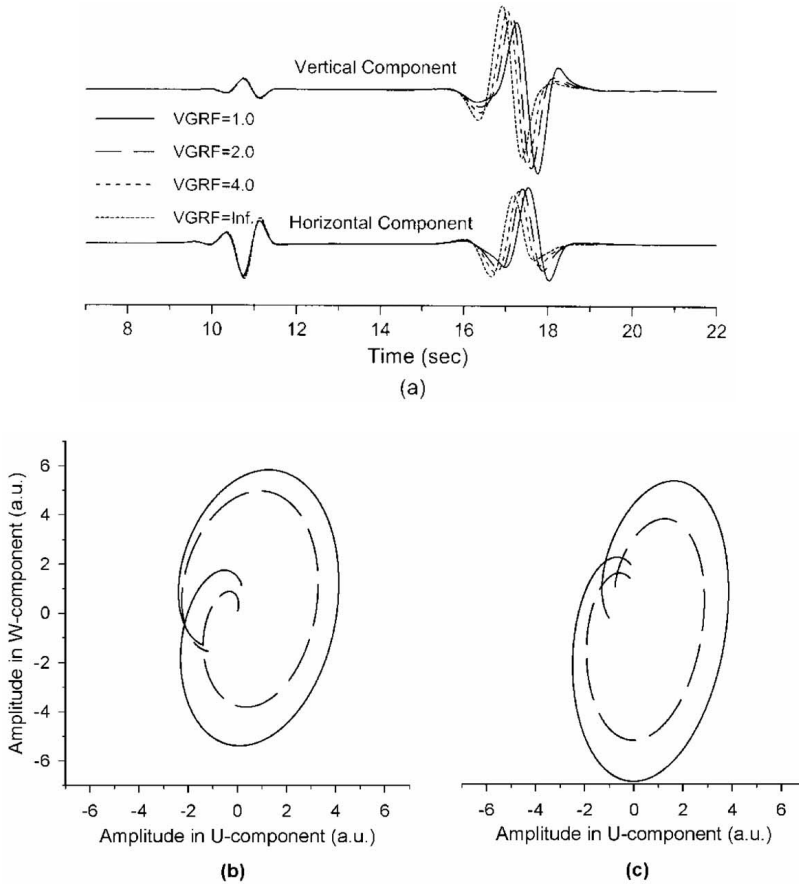 Vertical Component
VGRF=1.0
VGRF=2.0
VGRF=4.0
VGRF=Inf.
Horizontal Component
8 10 12 14 16 18 20 22
Time (sec)
(a)
6
4
2
0
-2
-4
-6
Amplitude in W-component (a.u.)
-6 -4 -2 0 2 4 6
-6 -4 -2 0 2 4 6
Amplitude in U-component (a.u.)
Amplitude in U-component (a.u.)
(b)
(c)